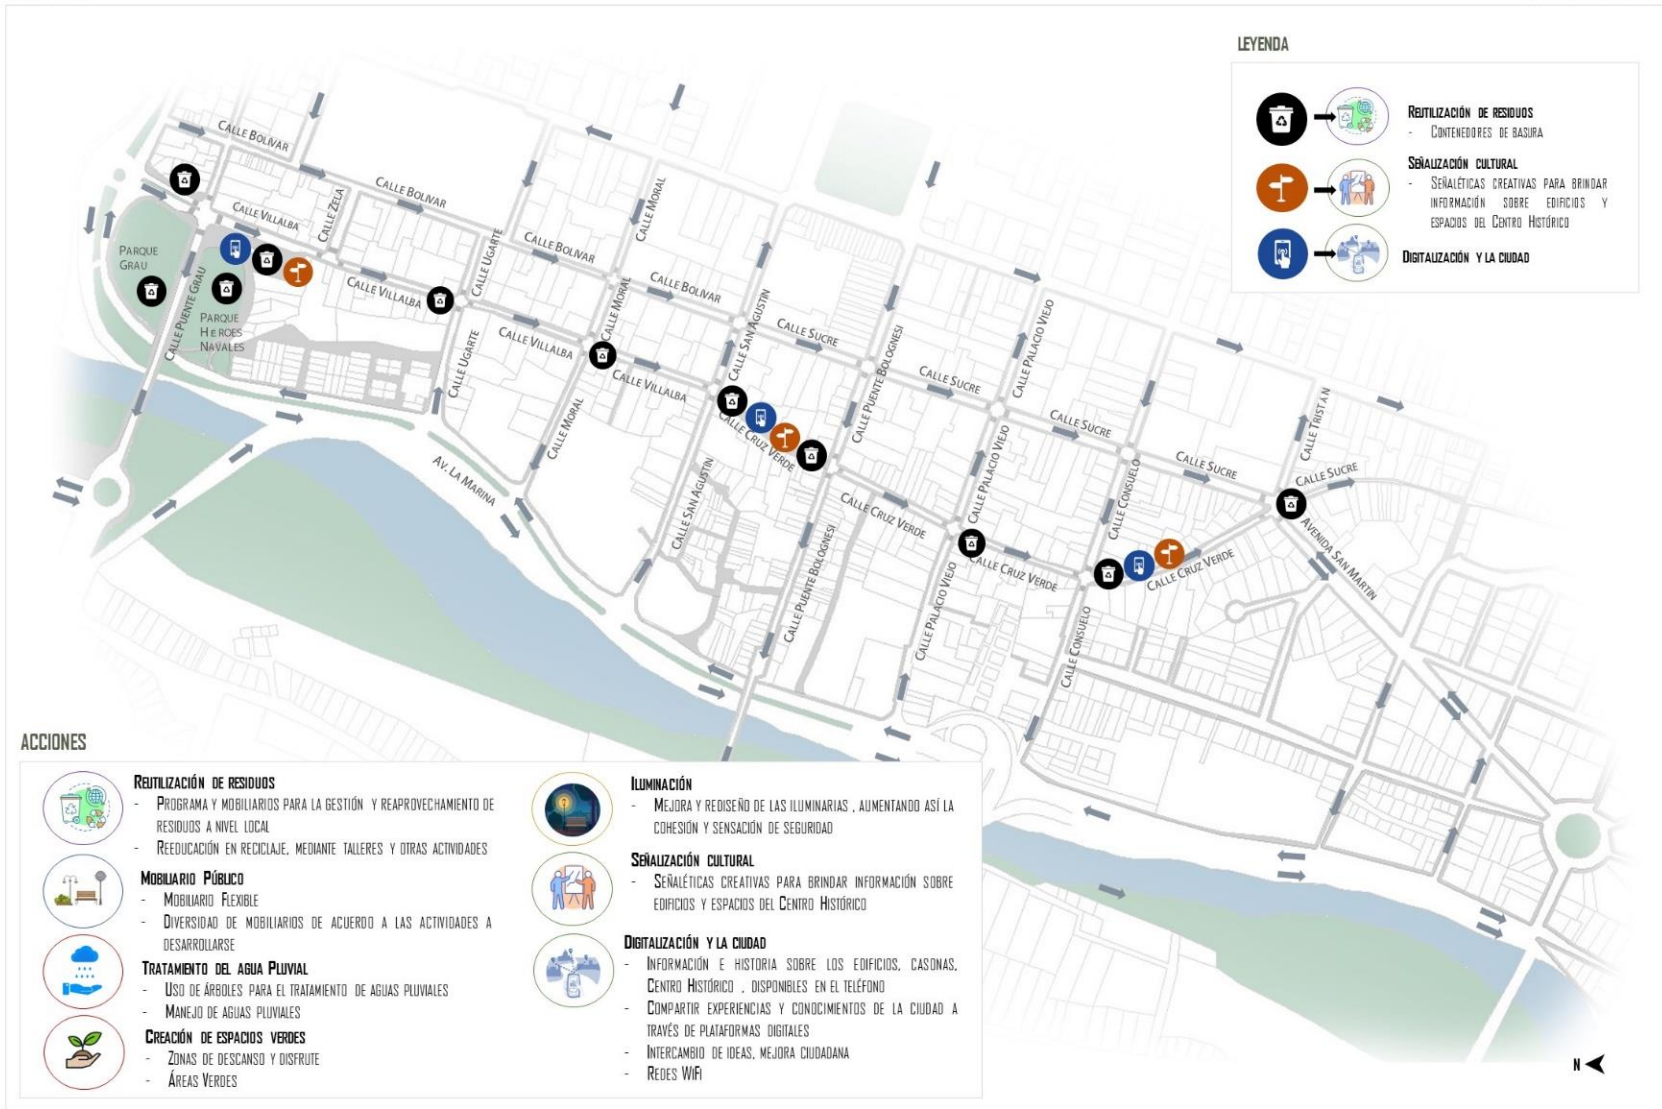 LEYENDA
REUTILIZACIÓN DE RESIDUOS
- CONTENEDORES DE BASURA
SEÑALIZACIÓN CULTURAL
- SEÑALÉTICAS CREATIVAS PARA BRINDAR
INFORMACIÓN SOBRE EDIFICIOS Y
ESPACIOS DEL CENTRO HISTÓRICO
DIGITALIZACIÓN Y LA CIUDAD
CALLE BOLIVAR
CALLE BOLIVAR
CALLE BOLIVAR
CALLE BOLIVAR
CALLE VILLALBA
CALLE VILLALBA
CALLE VILLALBA
CALLE VILLALBA
CALLE ZELA
CALLE UGARTE
CALLE UGARTE
CALLE MORAL
CALLE MORAL
CALLE MORAL
CALLE SAN AGUSTIN
CALLE SAN AGUSTIN
CALLE PUENTE GRAU
PARQUE
GRAU
PARQUE
HEROES
NAVALES
CALLE SUCRE
CALLE SUCRE
CALLE SUCRE
CALLE SUCRE
CALLE SUCRE
CALLE PUENTE BOLOGNESI
CALLE PUENTE BOLOGNESI
CALLE PALACIO VIEJO
CALLE PALACIO VIEJO
CALLE PALACIO VIEJO
CALLE CRUZ VERDE
CALLE CRUZ VERDE
CALLE CRUZ VERDE
CALLE CRUZ VERDE
CALLE CONSUELO
CALLE CONSUELO
CALLE TRISTAN
AVENIDA SAN MARTIN
AV. LA MARINA
ACCIONES
REUTILIZACIÓN DE RESIDUOS
- PROGRAMA Y MOBILIARIOS PARA LA GESTIÓN Y REAPROVECHAMIENTO DE
RESIDUOS A NIVEL LOCAL
- REEDUCACIÓN EN RECICLAJE, MEDIANTE TALLERES Y OTRAS ACTIVIDADES
MOBILIARIO PÚBLICO
- MOBILIARIO FLEXIBLE
- DIVERSIDAD DE MOBILIARIOS DE ACUERDO A LAS ACTIVIDADES A
DESARROLLARSE
TRATAMIENTO DEL AGUA PLUVIAL
- USO DE ÁRBOLES PARA EL TRATAMIENTO DE AGUAS PLUVIALES
- MANEJO DE AGUAS PLUVIALES
CREACIÓN DE ESPACIOS VERDES
- ZONAS DE DESCANSO Y DISFRUTE
- ÁREAS VERDES
ILUMINACIÓN
- MEJORA Y REDISEÑO DE LAS ILUMINARIAS , AUMENTANDO ASÍ LA
COHESIÓN Y SENSACIÓN DE SEGURIDAD
SEÑALIZACIÓN CULTURAL
- SEÑALÉTICAS CREATIVAS PARA BRINDAR INFORMACIÓN SOBRE
EDIFICIOS Y ESPACIOS DEL CENTRO HISTÓRICO
DIGITALIZACIÓN Y LA CIUDAD
- INFORMACIÓN E HISTORIA SOBRE LOS EDIFICIOS, CASONAS,
CENTRO HISTÓRICO , DISPONIBLES EN EL TELÉFONO
- COMPARTIR EXPERIENCIAS Y CONOCIMIENTOS DE LA CIUDAD A
TRAVÉS DE PLATAFORMAS DIGITALES
- INTERCAMBIO DE IDEAS, MEJORA CIUDADANA
- REDES WIFI
N